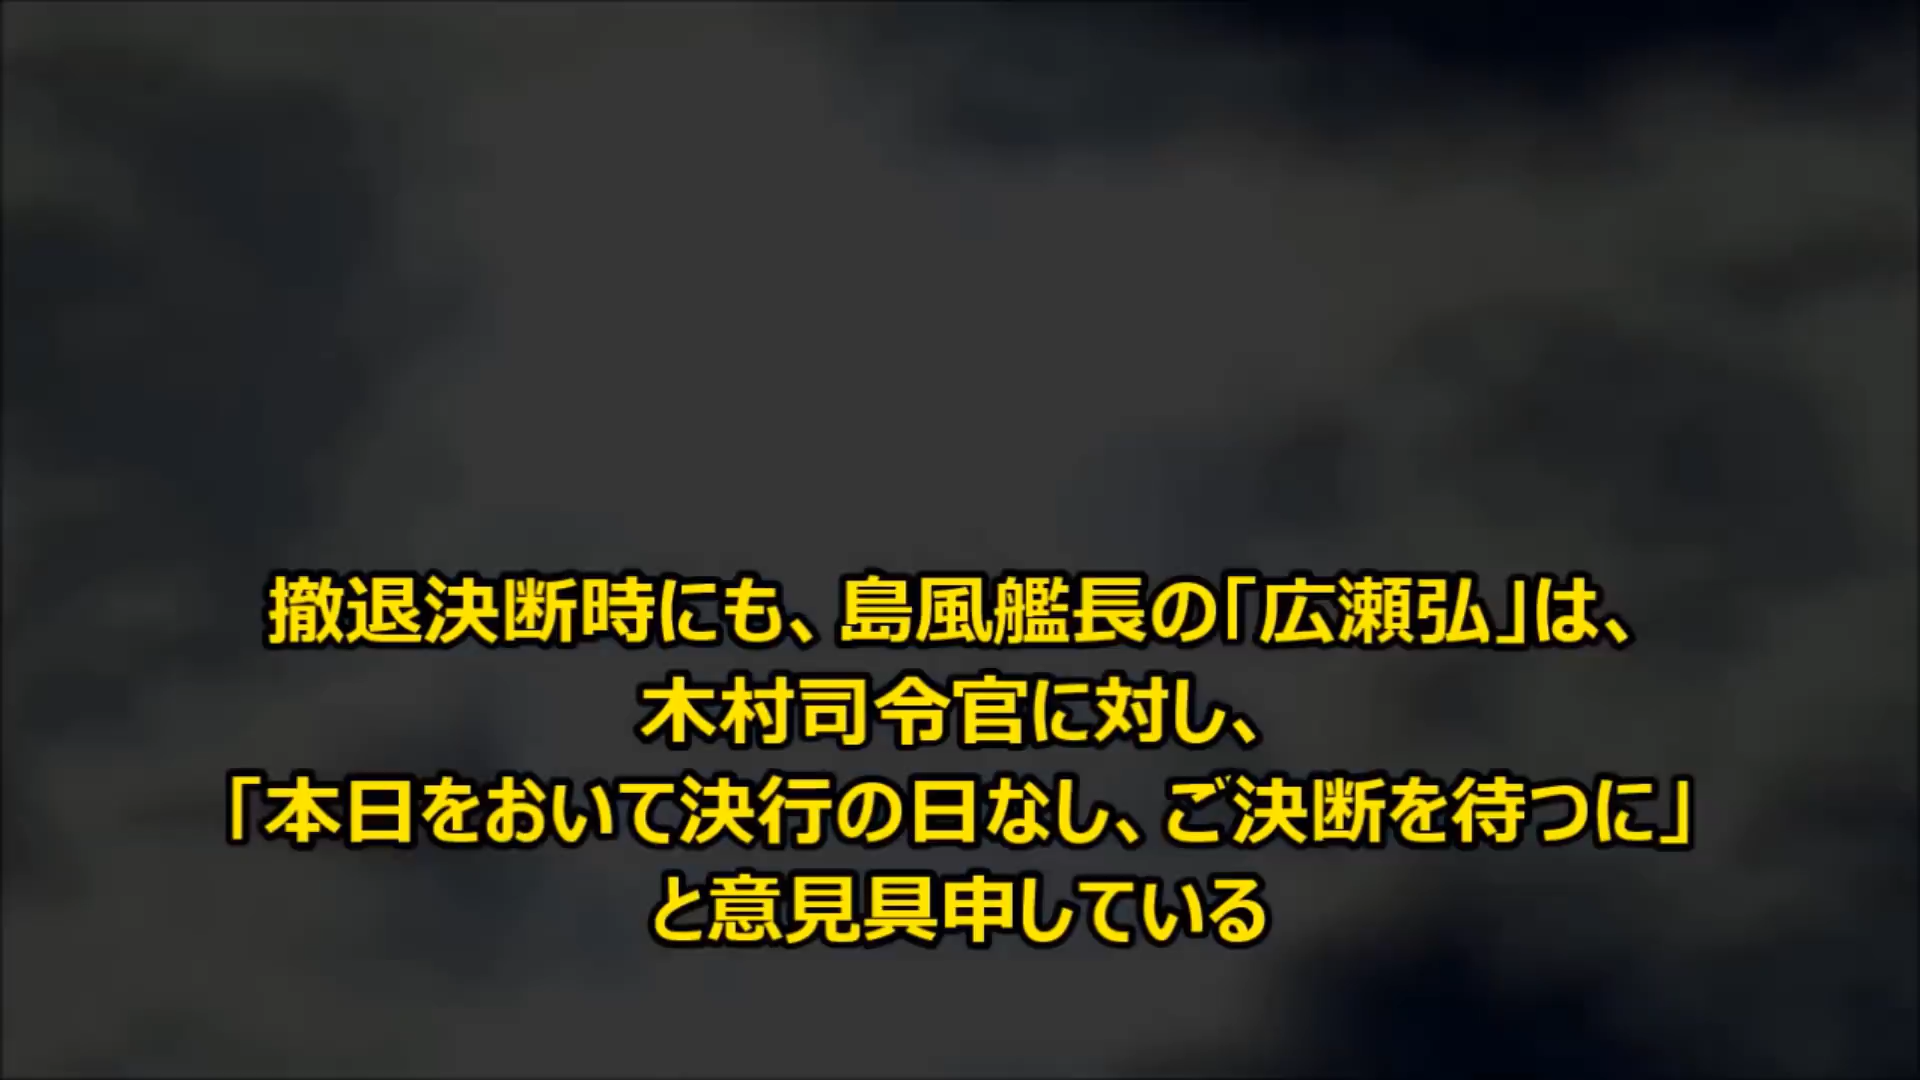 撤退決断時にも、島風艦長の「広瀬弘」は、
木村司令官に対し、
「本日をおいて決行の日なし、ご決断を待つに」
と意見具申している